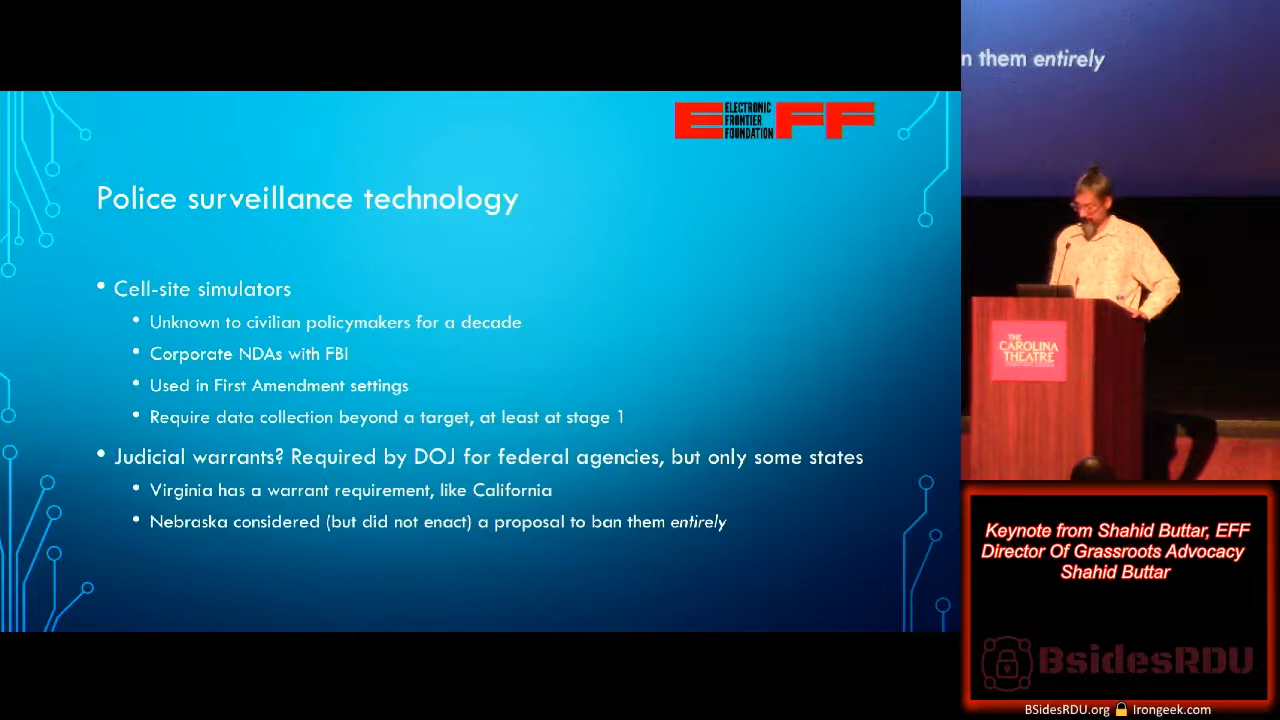 ELECTRONIC
FRONTIER
FOUNDATION
EFF
Police surveillance technology
Cell-site simulators
Unknown to civilian policymakers for a decade
Corporate NDAs with FBI
Used in First Amendment settings
Require data collection beyond a target, at least at stage 1
Judicial warrants? Required by DOJ for federal agencies, but only some states
Virginia has a warrant requirement, like California
Nebraska considered (but did not enact) a proposal to ban them entirely
n them entirely
THE
CAROLINA
THEATRE
Keynote from Shahid Buttar, EFF
Director Of Grassroots Advocacy
Shahid Buttar
BsidesRDU
BSidesRDU.org Irongeek.com